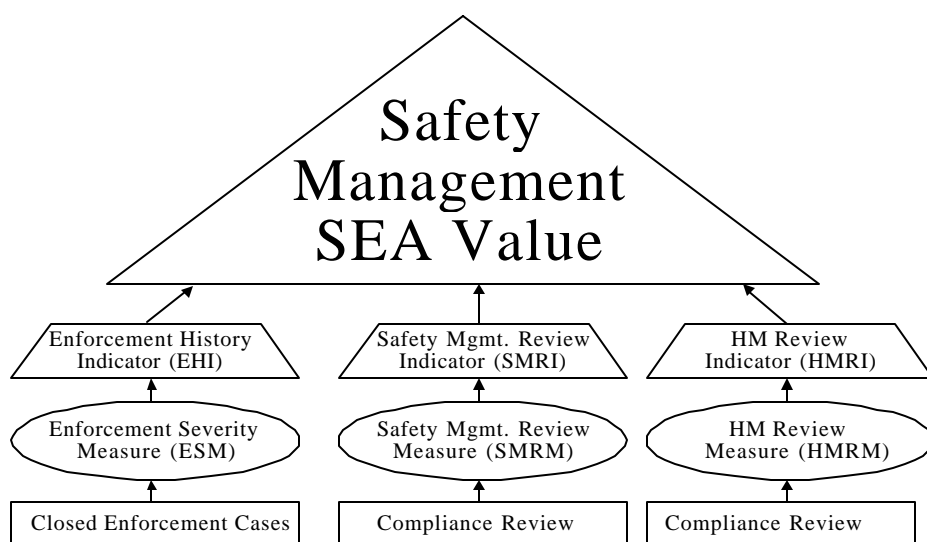 Safety
Management
SEA Value
Enforcement History
Indicator (EHI)
Safety Mgmt. Review
Indicator (SMRI)
HM Review
Indicator (HMRI)
Enforcement Severity
Measure (ESM)
Safety Mgmt. Review
Measure (SMRM)
HM Review
Measure (HMRM)
Closed Enforcement Cases
Compliance Review
Compliance Review